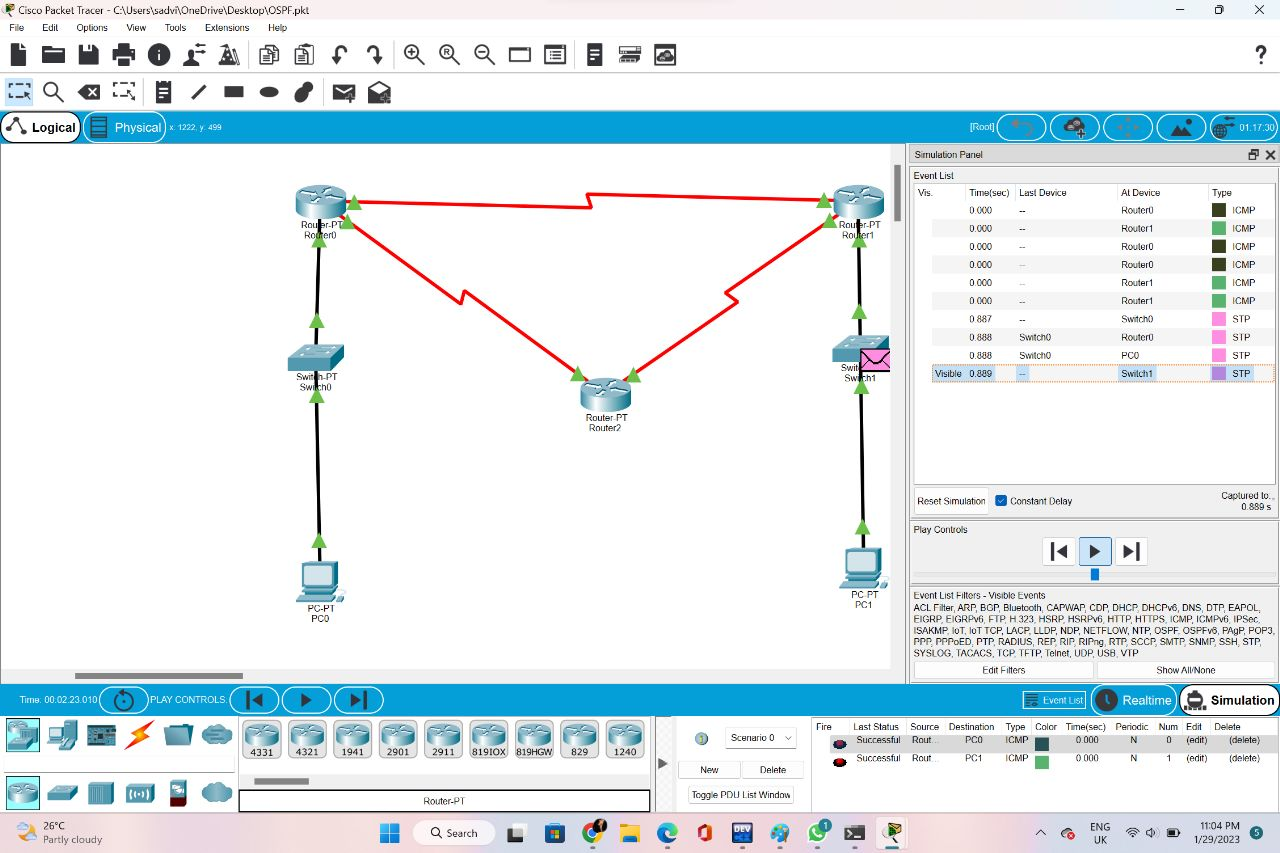 Cisco Packet Tracer - C:\Users\sadvi\OneDrive\Desktop\OSPF.pkt
File Edit Options View Tools Extensions Help
Logical Physical x: 1222, y: 499 [Root] 01:17:30
Simulation Panel
Event List
Vis. Time(sec) Last Device At Device Type
0.000 -- Router0 ICMP
0.000 -- Router1 ICMP
0.000 -- Router0 ICMP
0.000 -- Router0 ICMP
0.000 -- Router1 ICMP
0.000 -- Router1 ICMP
0.887 -- Switch0 STP
0.888 Switch0 Router0 STP
0.888 Switch0 PC0 STP
Visible 0.889 -- Switch1 STP
Router-PT
Router0
Router-PT
Router1
Switch-PT
Switch0
Switch1
Router-PT
Router2
PC-PT
PC0
PC-PT
PC1
Reset Simulation Constant Delay Captured to:
0.889 s
Play Controls
Event List Filters - Visible Events
ACL Filter, ARP, BGP, Bluetooth, CAPWAP, CDP, DHCP, DHCPv6, DNS, DTP, EAPOL,
EIGRP, EIGRPv6, FTP, H.323, HSRP, HSRPv6, HTTP, HTTPS, ICMP, ICMPv6, IPSec,
ISAKMP, IoT, IoT TCP, LACP, LLDP, NDP, NETFLOW, NTP, OSPF, OSPFv6, PAgP, POP3,
PPP, PPPoED, PTP, RADIUS, REP, RIP, RIPng, RTP, SCCP, SMTP, SNMP, SSH, STP,
SYSLOG, TACACS, TCP, TFTP, Telnet, UDP, USB, VTP
Edit Filters Show All/None
Time: 00:02:23.010 PLAY CONTROLS: Event List Realtime Simulation
4331 4321 1941 2901 2911 819IOX 819HGW 829 1240
Router-PT
Scenario 0
New Delete
Toggle PDU List Window
Fire Last Status Source Destination Type Color Time(sec) Periodic Num Edit Delete
Successful Rout... PC0 ICMP 0.000 N 0 (edit) (delete)
Successful Rout... PC1 ICMP 0.000 N 1 (edit) (delete)
26°C
Partly cloudy
Search
DEV
1
ENG
UK
11:04 PM
1/29/2023
5